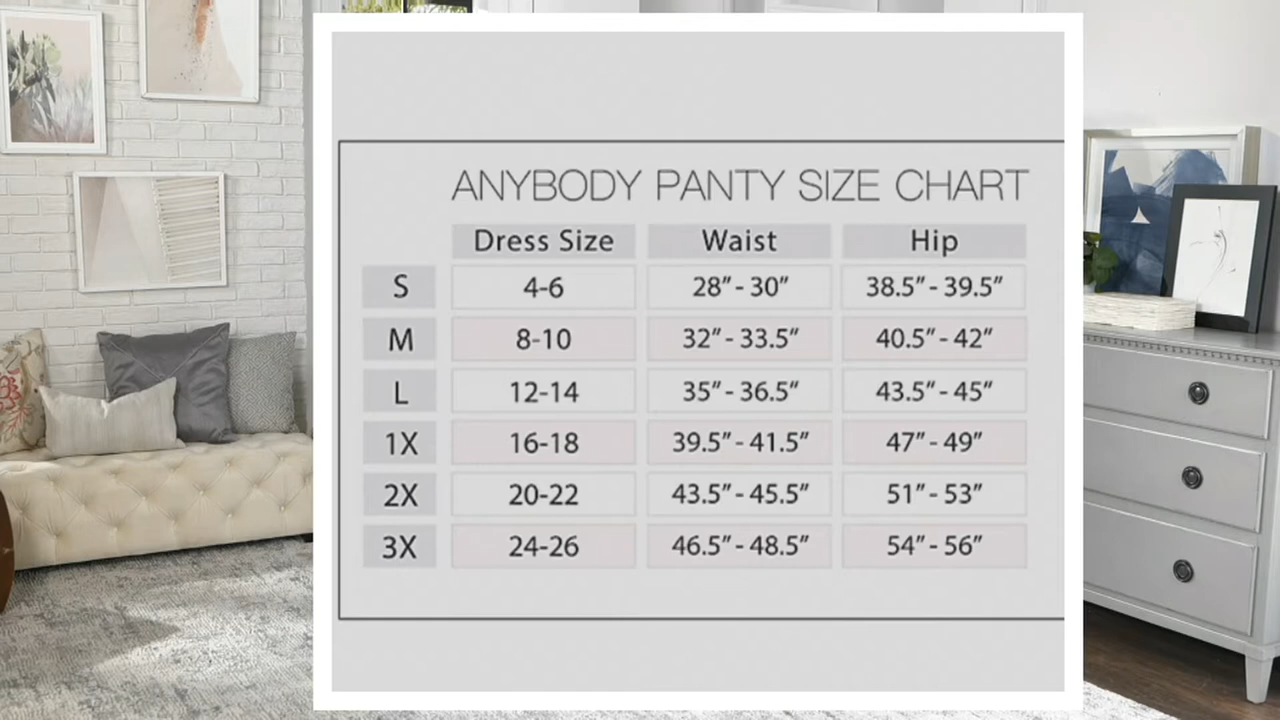 ANYBODY PANTY SIZE CHART
Dress Size Waist Hip
S 4-6 28” - 30” 38.5” - 39.5”
M 8-10 32” - 33.5” 40.5” - 42”
L 12-14 35” - 36.5” 43.5” - 45”
1X 16-18 39.5” - 41.5” 47” - 49”
2X 20-22 43.5” - 45.5” 51” - 53”
3X 24-26 46.5” - 48.5” 54” - 56”